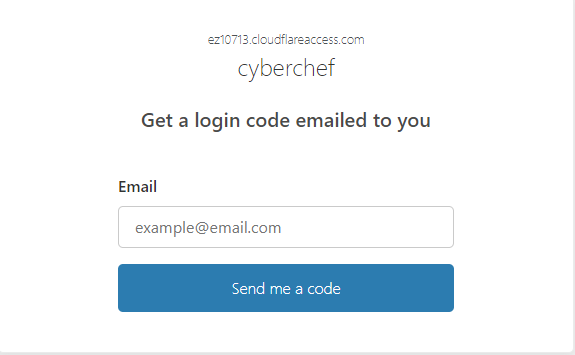 ez10713.cloudflareaccess.com
cyberchef
Get a login code emailed to you
Email
example@email.com
Send me a code